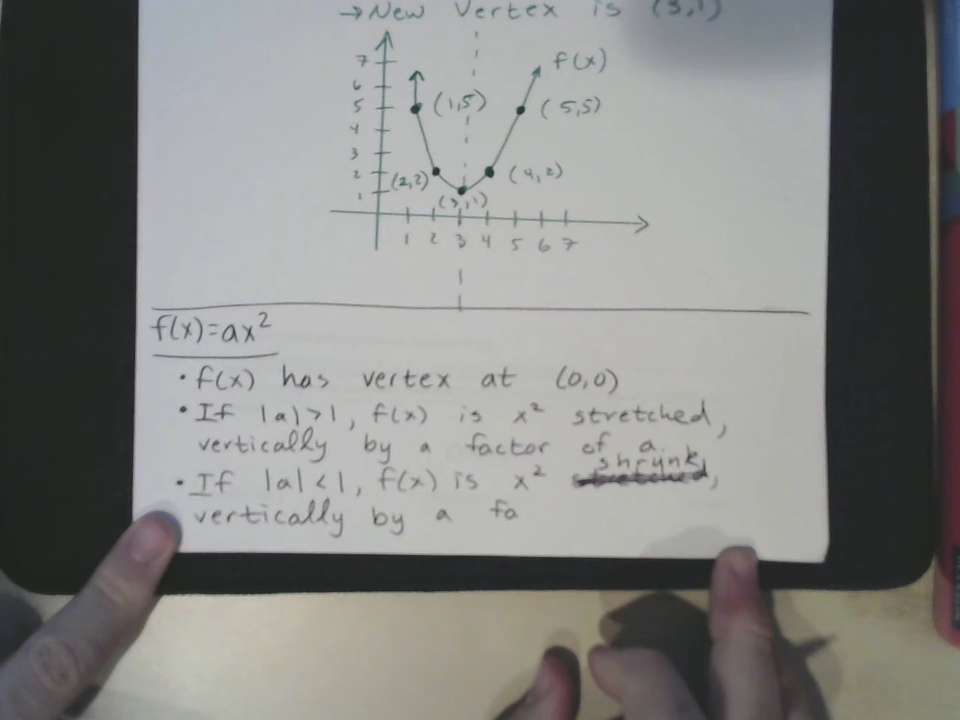 → New Vertex is (3,1)
7
f(x)
6
5 (1,5) (5,5)
4
3
2 (2,2) (4,2)
1 (3,1)
1 2 3 4 5 6 7
f(x)=ax²
• f(x) has vertex at (0,0)
• If |a|>1, f(x) is x² stretched,
vertically by a factor of a.
shrunk
• If |a|<1, f(x) is x² stretched,
vertically by a fa